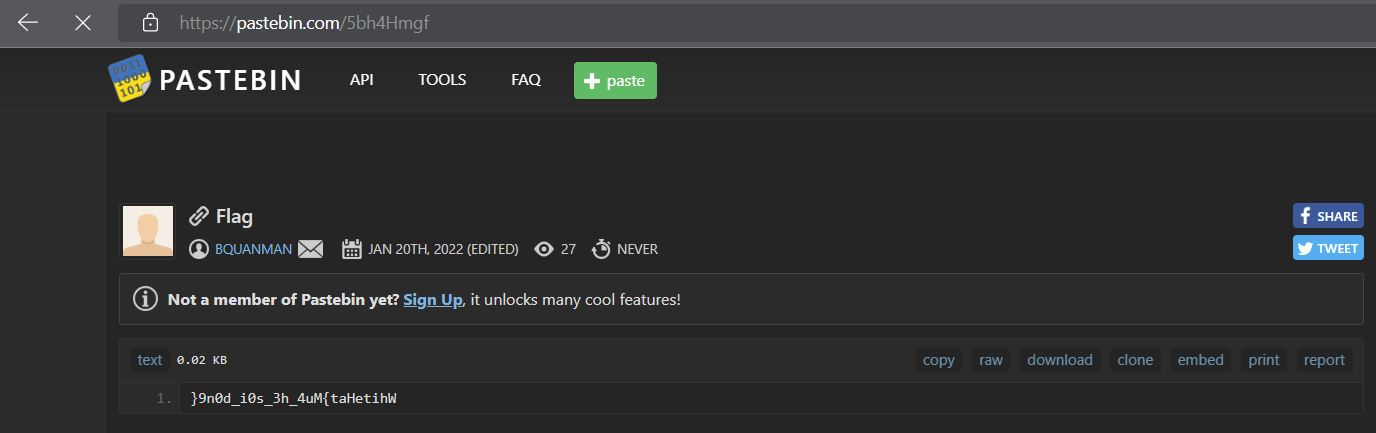 https://pastebin.com/5bh4Hmgf
PASTEBIN API TOOLS FAQ + paste
Flag
SHARE
BQUANMAN JAN 20TH, 2022 (EDITED) 27 NEVER
TWEET
Not a member of Pastebin yet? Sign Up, it unlocks many cool features!
text 0.02 KB copy raw download clone embed print report
1. }9n0d_i0s_3h_4uM{taHetihW